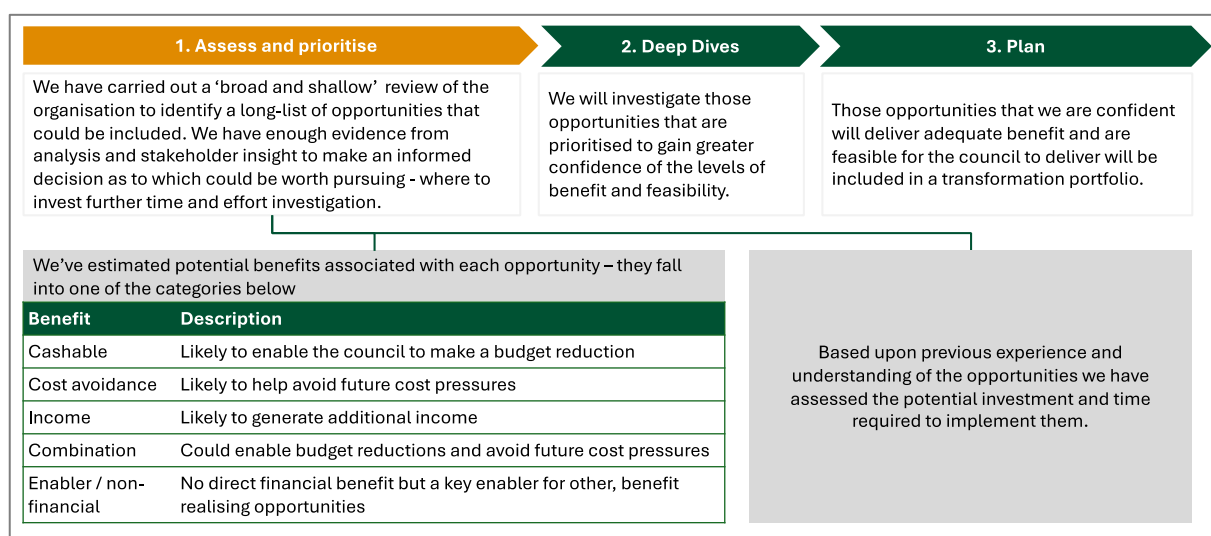 1. Assess and prioritise
2. Deep Dives
3. Plan
We have carried out a ‘broad and shallow’ review of the
organisation to identify a long-list of opportunities that
could be included. We have enough evidence from
analysis and stakeholder insight to make an informed
decision as to which could be worth pursuing - where to
invest further time and effort investigation.
We will investigate those
opportunities that are
prioritised to gain greater
confidence of the levels of
benefit and feasibility.
Those opportunities that we are confident
will deliver adequate benefit and are
feasible for the council to deliver will be
included in a transformation portfolio.
We’ve estimated potential benefits associated with each opportunity – they fall
into one of the categories below
Benefit Description
Cashable Likely to enable the council to make a budget reduction
Cost avoidance Likely to help avoid future cost pressures
Income Likely to generate additional income
Combination Could enable budget reductions and avoid future cost pressures
Enabler / non- No direct financial benefit but a key enabler for other, benefit
financial realising opportunities
Based upon previous experience and
understanding of the opportunities we have
assessed the potential investment and time
required to implement them.